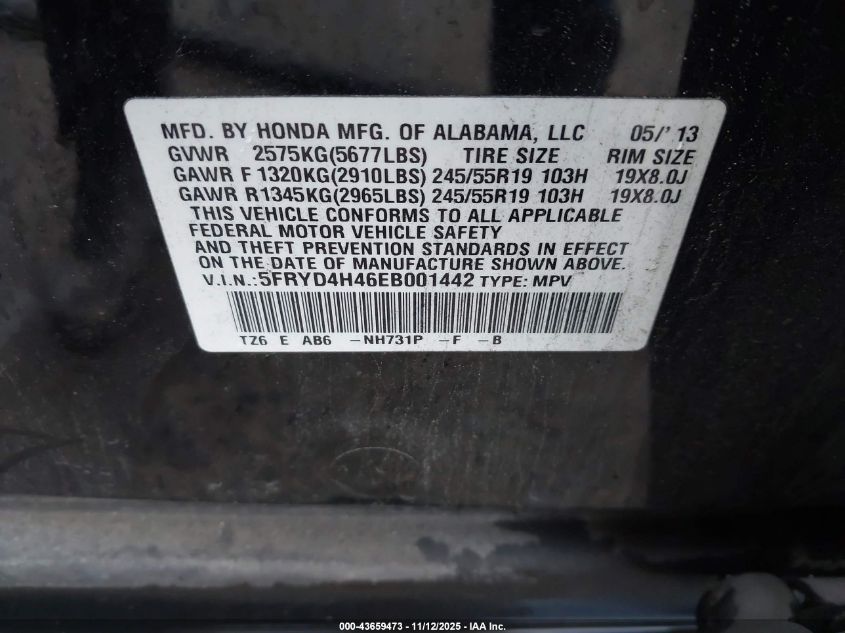 MFD. BY HONDA MFG. OF ALABAMA, LLC 05/'13
GVWR 2575KG(5677LBS) TIRE SIZE RIM SIZE
GAWR F 1320KG(2910LBS) 245/55R19 103H 19X8.0J
GAWR R1345KG(2965LBS) 245/55R19 103H 19X8.0J
THIS VEHICLE CONFORMS TO ALL APPLICABLE
FEDERAL MOTOR VEHICLE SAFETY
AND THEFT PREVENTION STANDARDS IN EFFECT
ON THE DATE OF MANUFACTURE SHOWN ABOVE.
V.I.N.:5FRYD4H46EB001442 TYPE: MPV
TZ6 E AB6 -NH731P -F -B
000-43659473 - 11/12/2025 - IAA Inc.